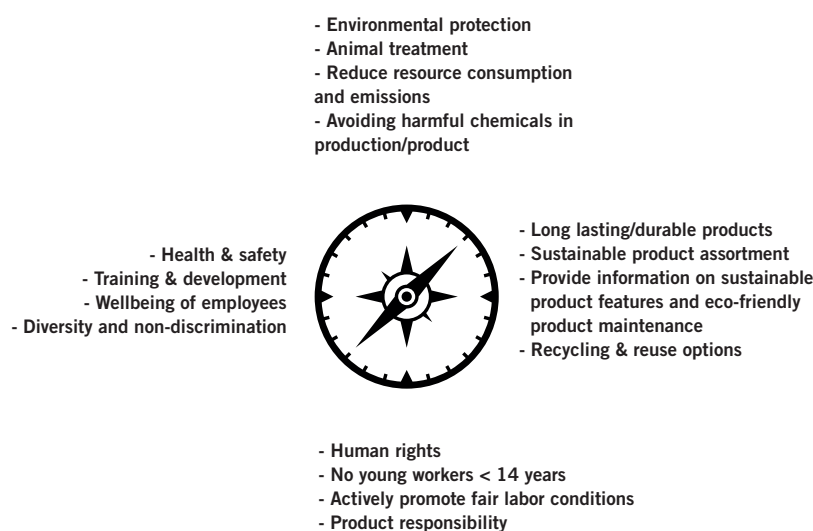 - Environmental protection
- Animal treatment
- Reduce resource consumption
and emissions
- Avoiding harmful chemicals in
production/product
- Health & safety
- Training & development
- Wellbeing of employees
- Diversity and non-discrimination
- Long lasting/durable products
- Sustainable product assortment
- Provide information on sustainable
product features and eco-friendly
product maintenance
- Recycling & reuse options
- Human rights
- No young workers < 14 years
- Actively promote fair labor conditions
- Product responsibility